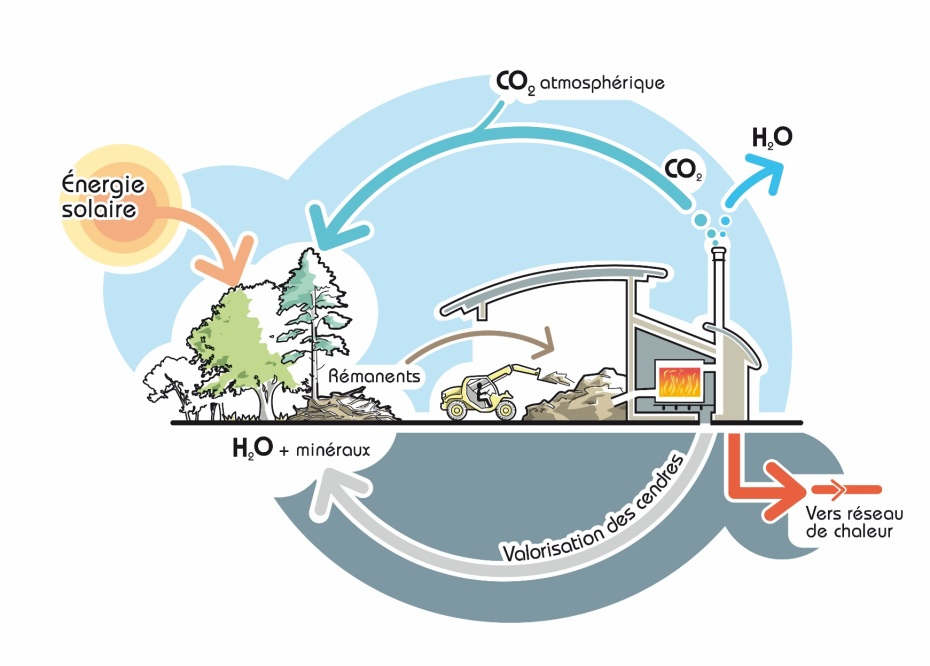 CO₂ atmosphérique
H₂O
CO₂
Énergie
solaire
Rémanents
H₂O + minéraux
Valorisation des cendres
Vers réseau
de chaleur